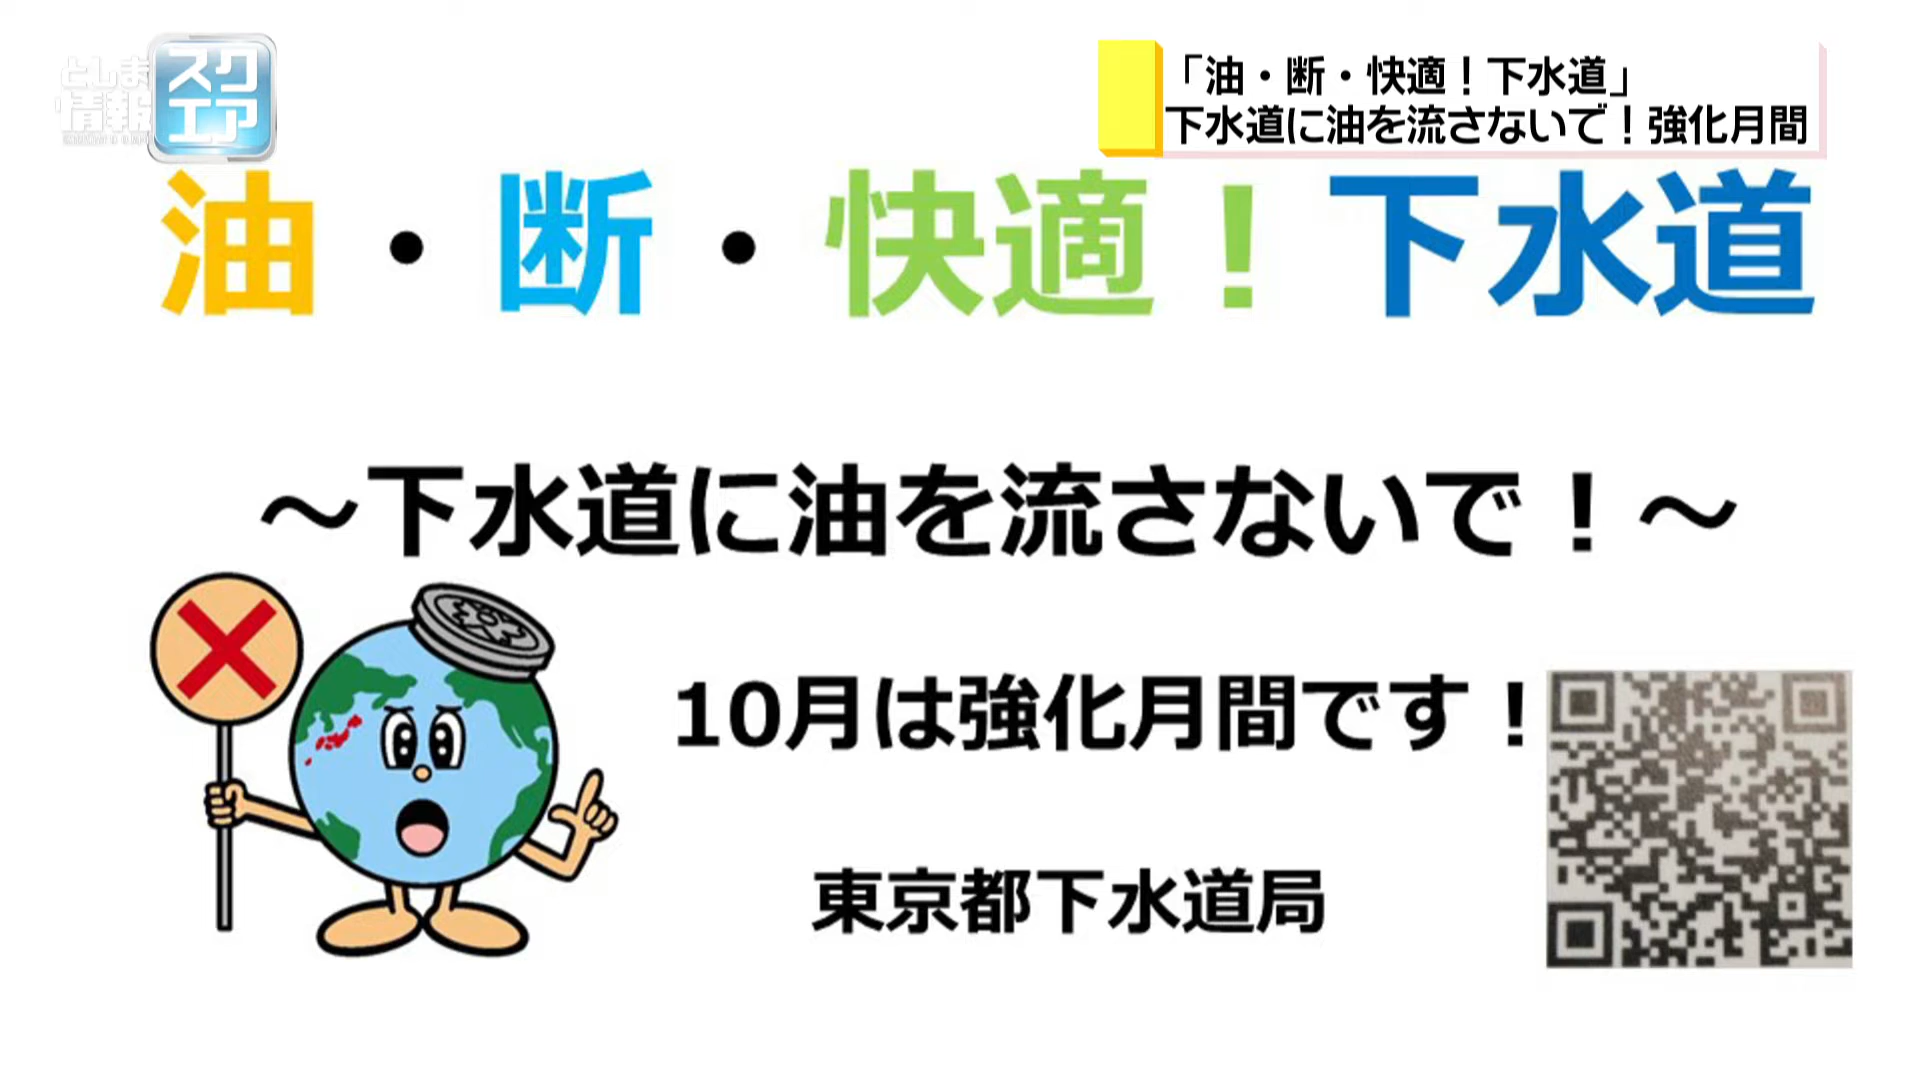 としま
情報
スク
エア
「油・断・快適！下水道」
下水道に油を流さないで！強化月間
油・断・快適！下水道
～下水道に油を流さないで！～
10月は強化月間です！
東京都下水道局